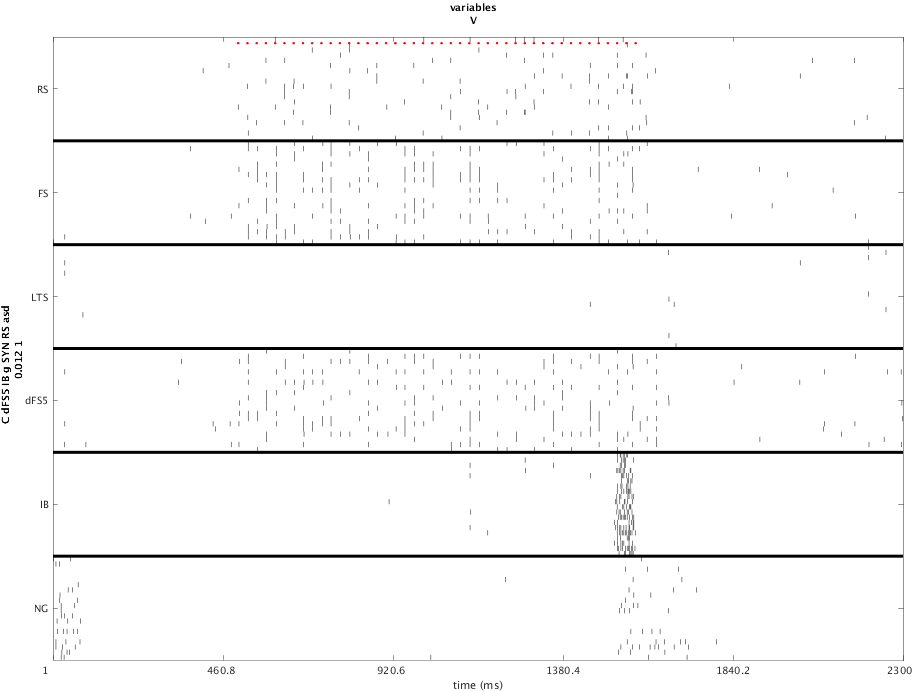 variables
V
RS
FS
LTS
dFS5
IB
NG
C dFS5 IB g SYN RS asd
0.012 1
1
460.8
920.6
1380.4
1840.2
2300
time (ms)